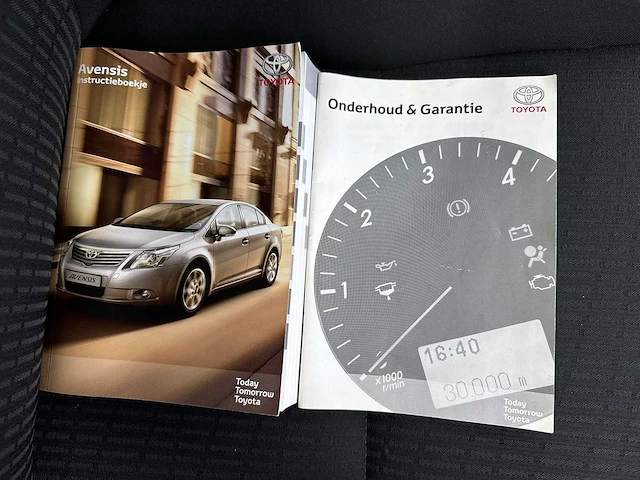 Avensis
Instructieboekje
TOYOTA
AVENSIS
Today
Tomorrow
Toyota
Onderhoud & Garantie
TOYOTA
1
2
3
4
x1000
r/min
16:40
30.000 m
Today
Tomorrow
Toyota